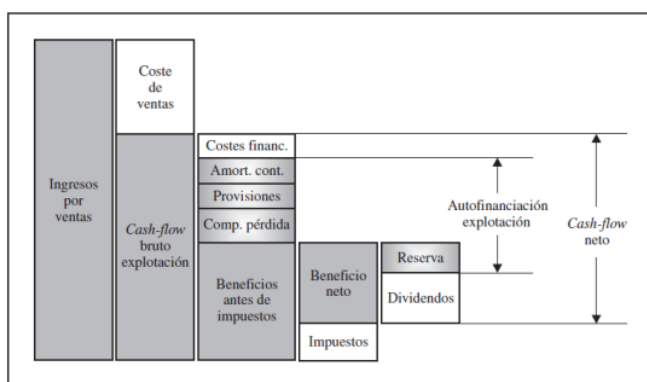 Ingresos
por
ventas
Coste
de
ventas
Cash-flow
bruto
explotación
Costes financ.
Amort. cont.
Provisiones
Comp. pérdida
Beneficios
antes de
impuestos
Beneficio
neto
Impuestos
Reserva
Dividendos
Autofinanciación
explotación
Cash-flow
neto